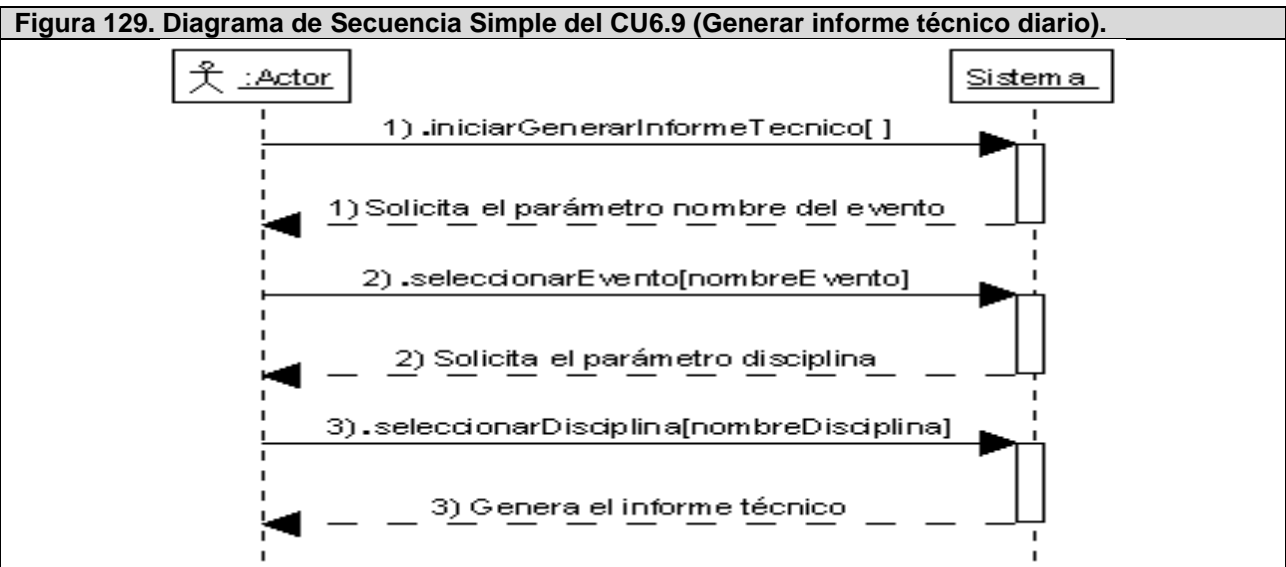 Figura 129. Diagrama de Secuencia Simple del CU6.9 (Generar informe técnico diario).
:Actor
Sistema
1) .iniciarGenerarInformeTecnico[ ]
1) Solicita el parámetro nombre del evento
2) .seleccionarEvento[nombreEvento]
2) Solicita el parámetro disciplina
3) .seleccionarDisciplina[nombreDisciplina]
3) Genera el informe técnico